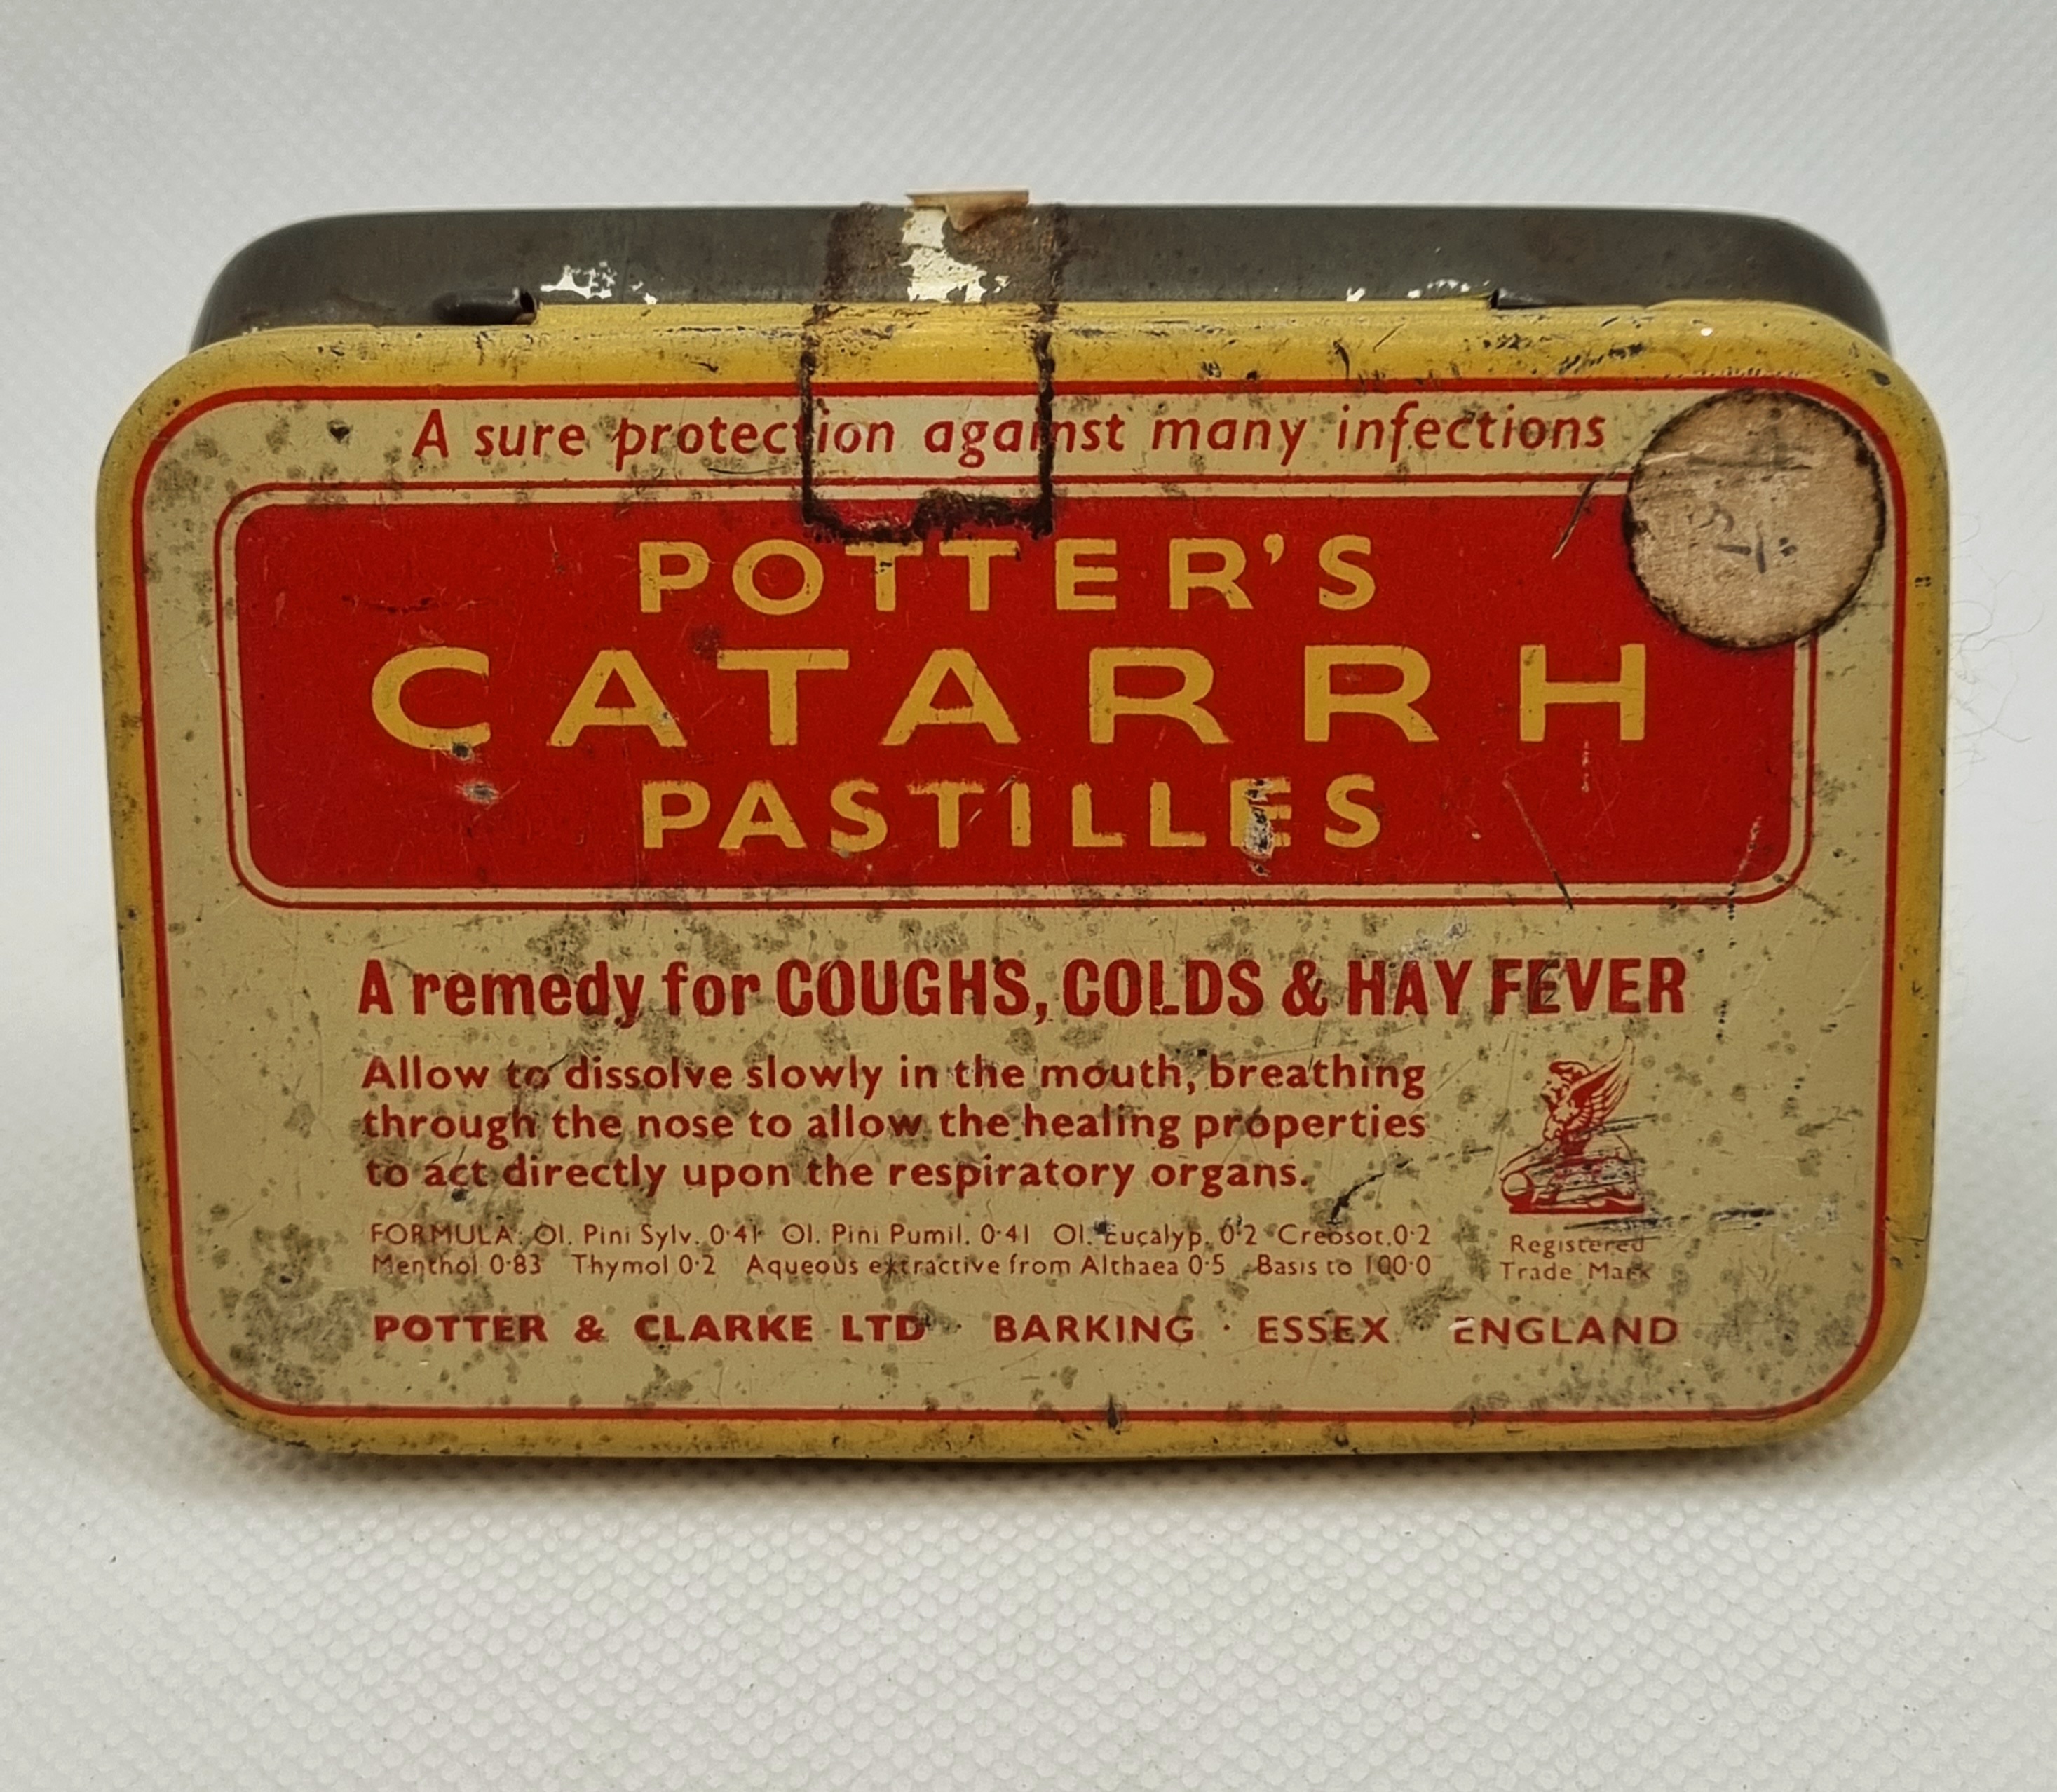 A sure protection against many infections
POTTER'S
CATARRH
PASTILLES
A remedy for COUGHS, COLDS & HAY FEVER
Allow to dissolve slowly in the mouth, breathing
through the nose to allow the healing properties
to act directly upon the respiratory organs.
FORMULA: Ol. Pini Sylv. 0·41 Ol. Pini Pumil. 0·41 Ol. Eucalyp. 0·2 Creosot. 0·2
Menthol 0·83 Thymol 0·2 Aqueous extractive from Althaea 0·5 Basis to 100·0
Registered
Trade Mark
POTTER & CLARKE LTD · BARKING · ESSEX · ENGLAND